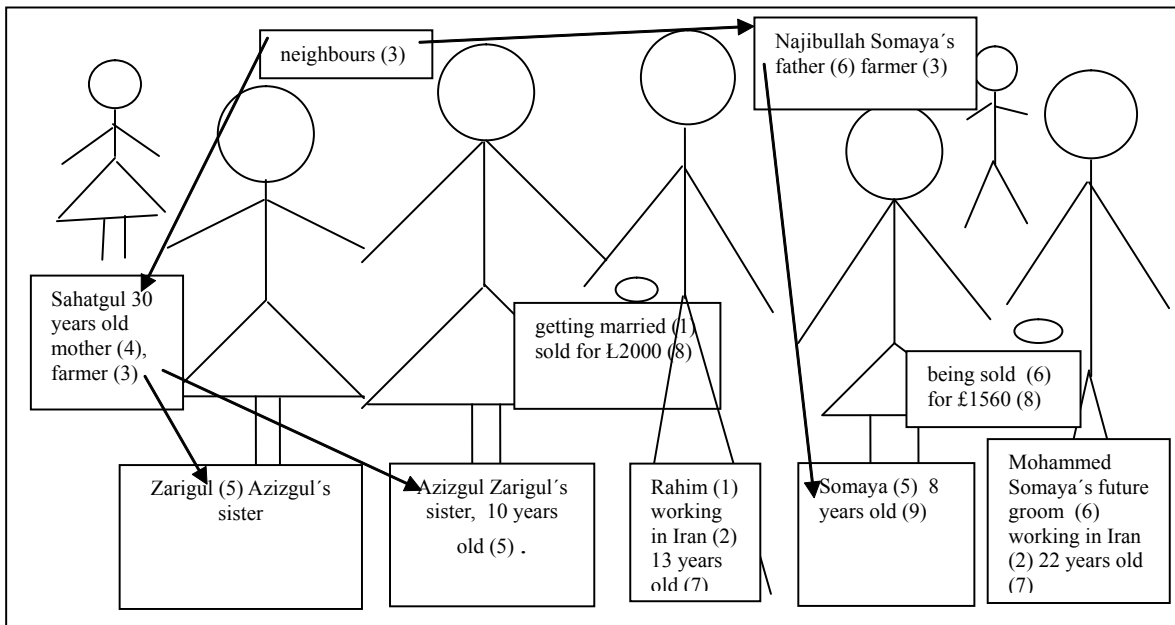 neighbours (3)
Najibullah Somaya´s
father (6) farmer (3)
Sahatgul 30
years old
mother (4),
farmer (3)
getting married (1)
sold for Ł2000 (8)
being sold  (6)
for £1560 (8)
Zarigul (5) Azizgul´s
sister
Azizgul Zarigul´s
sister,  10 years
old (5) .
Rahim (1)
working
in Iran (2)
13 years
old (7)
Somaya (5)  8
years old (9)
Mohammed
Somaya´s future
groom  (6)
working in Iran
(2) 22 years old
(7)